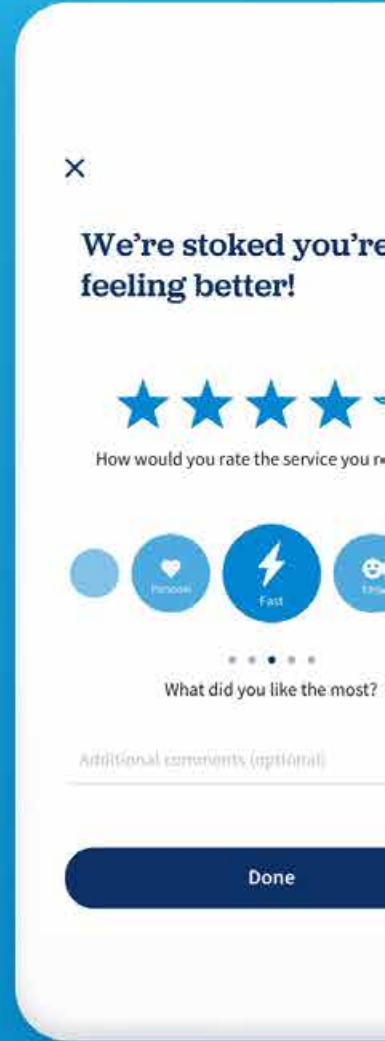 We're stoked you're
feeling better!
How would you rate the service you
Personal
Fast
What did you like the most?
Additional comments (optional)
Done